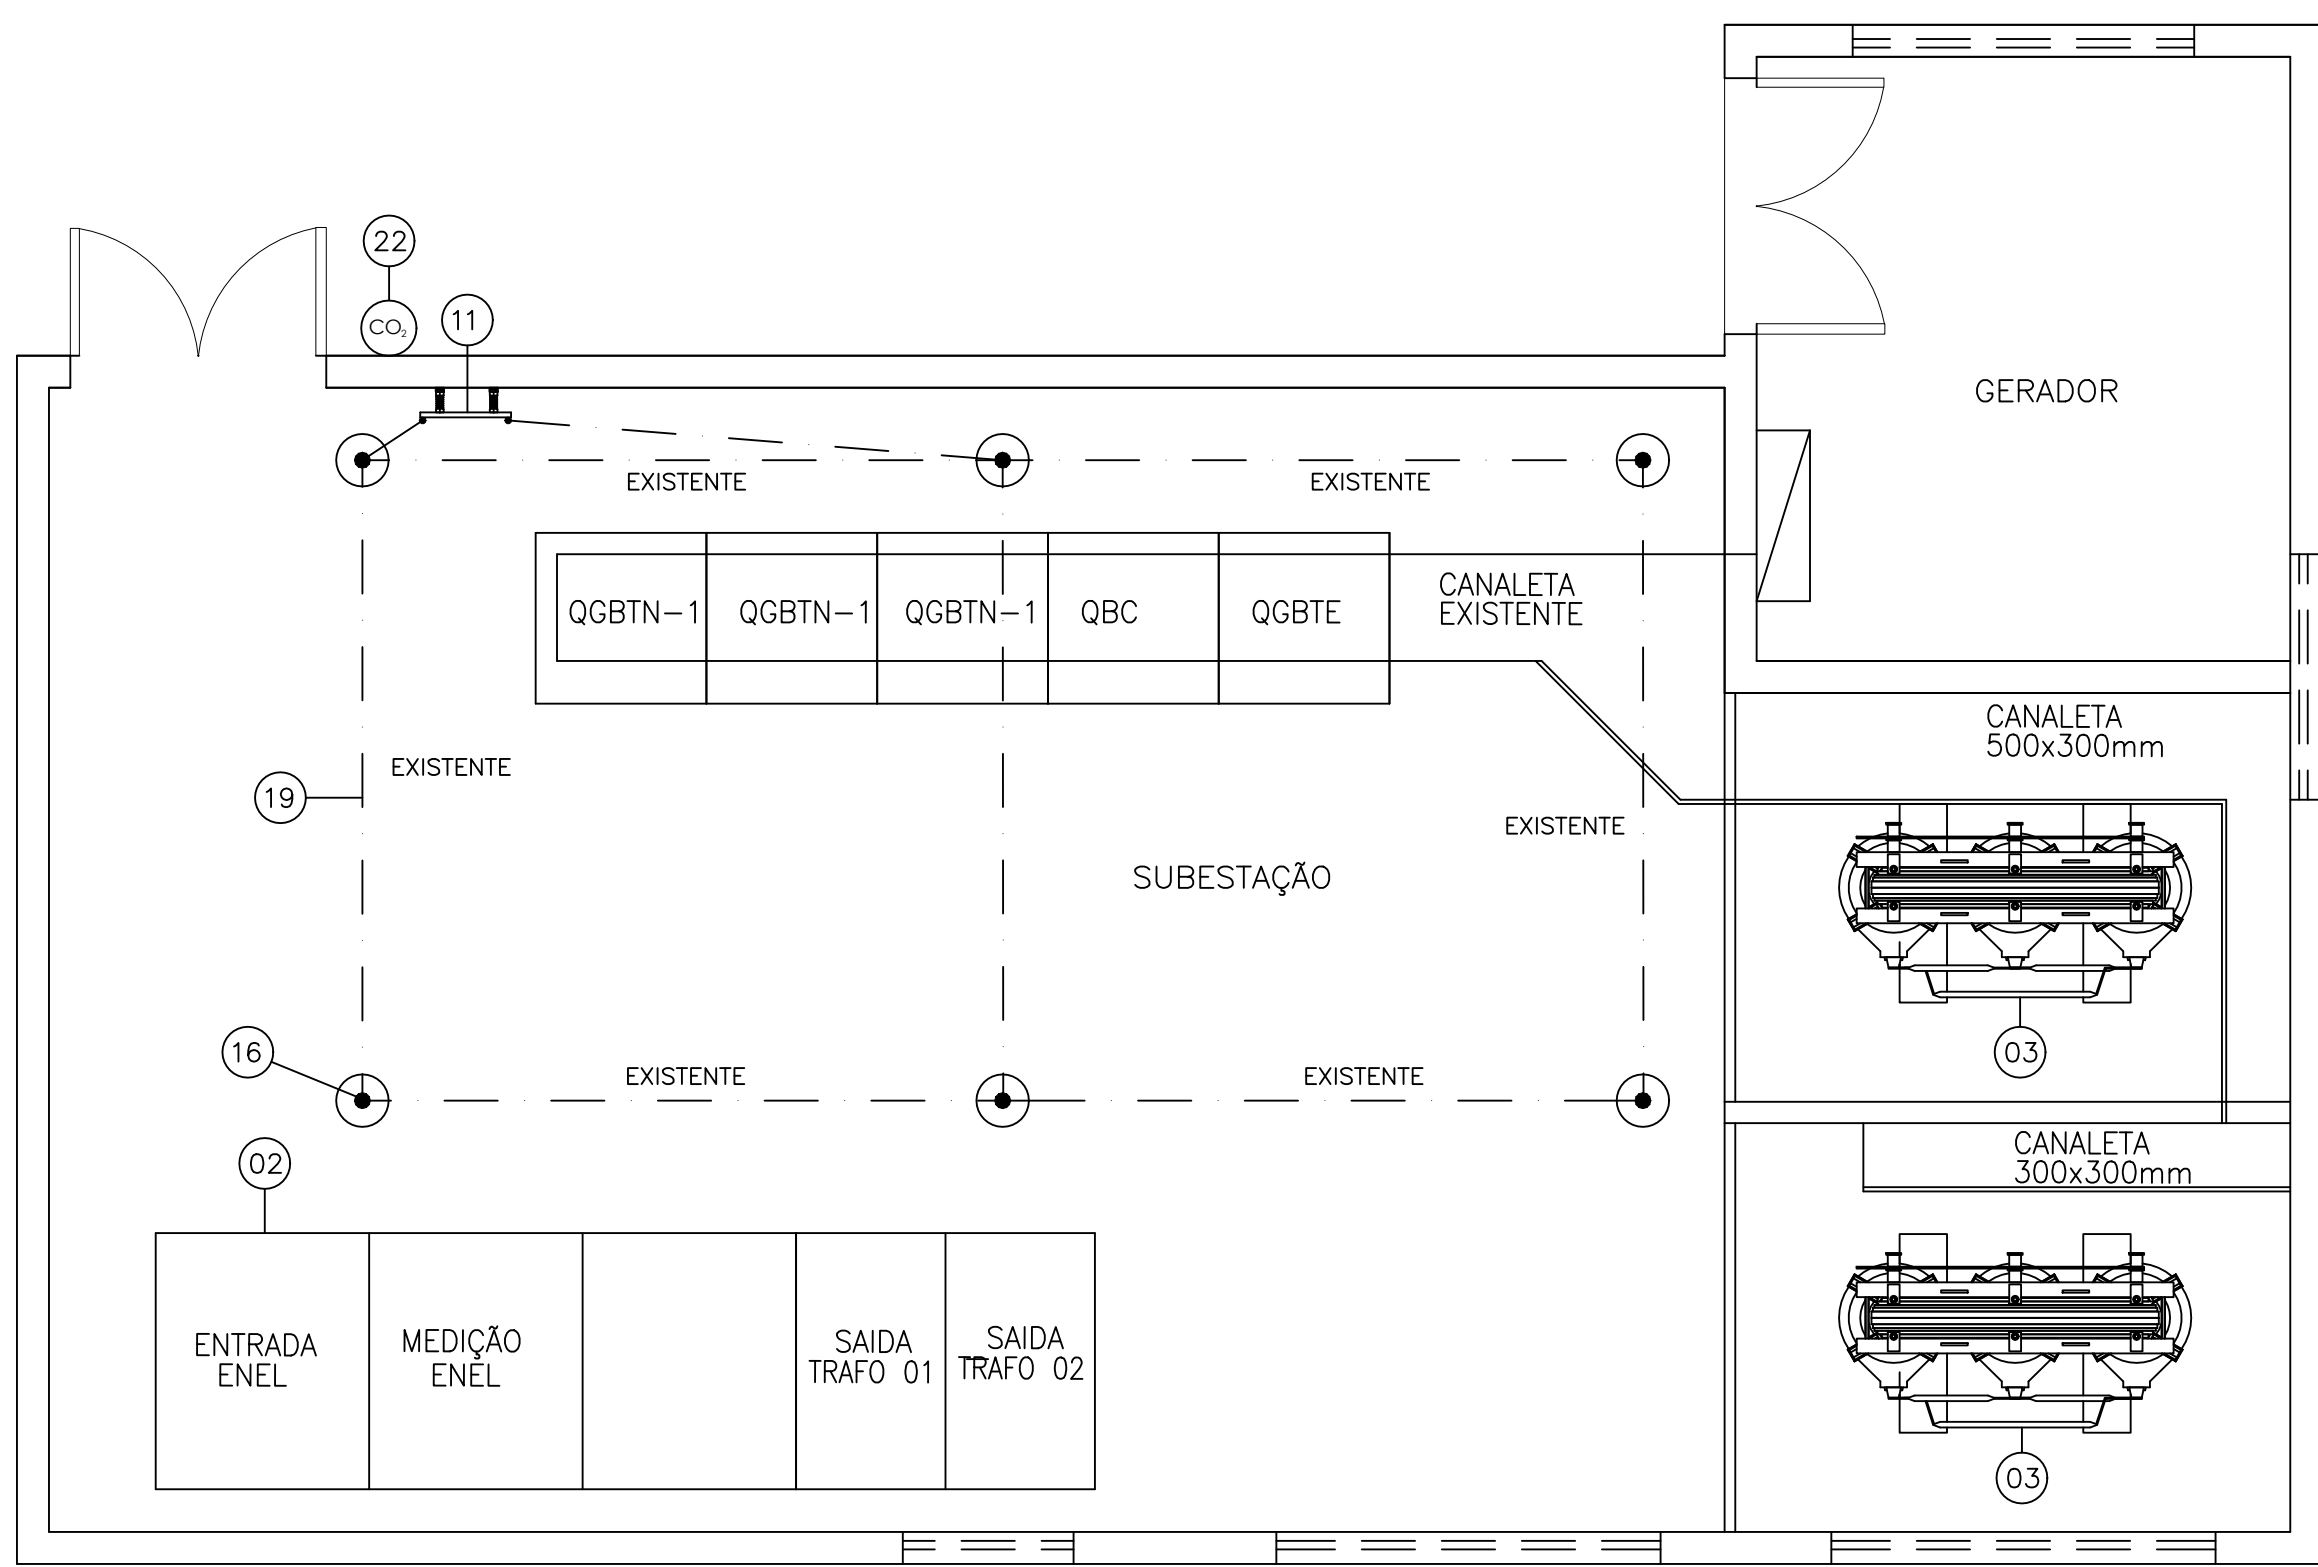 22
CO₂
11
GERADOR
EXISTENTE
EXISTENTE
QGBTN-1
QGBTN-1
QGBTN-1
QBC
QGBTE
CANALETA
EXISTENTE
CANALETA
500x300mm
EXISTENTE
19
EXISTENTE
SUBESTAÇÃO
16
03
EXISTENTE
EXISTENTE
02
CANALETA
300x300mm
ENTRADA
ENEL
MEDIÇÃO
ENEL
SAIDA
TRAFO 01
SAIDA
TRAFO 02
03